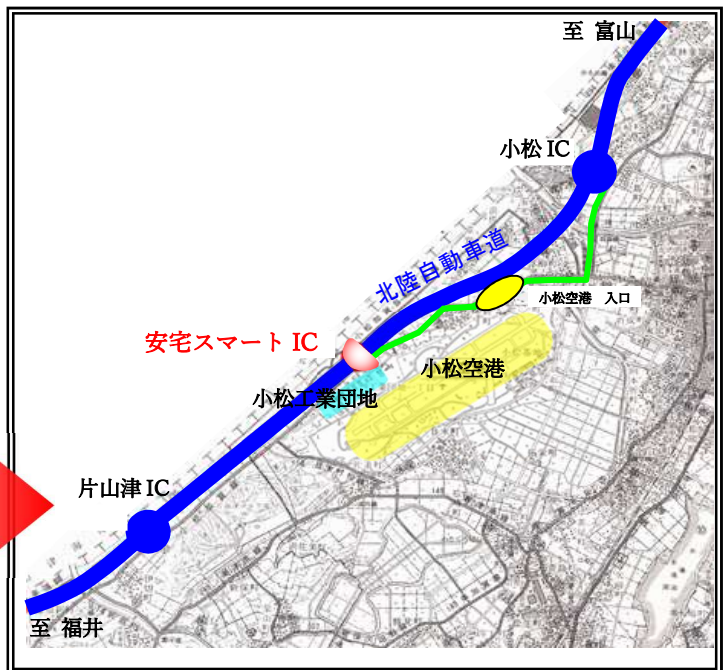 至 富山
小松 IC
北陸自動車道
小松空港 入口
安宅スマート IC
小松空港
小松工業団地
片山津 IC
至 福井